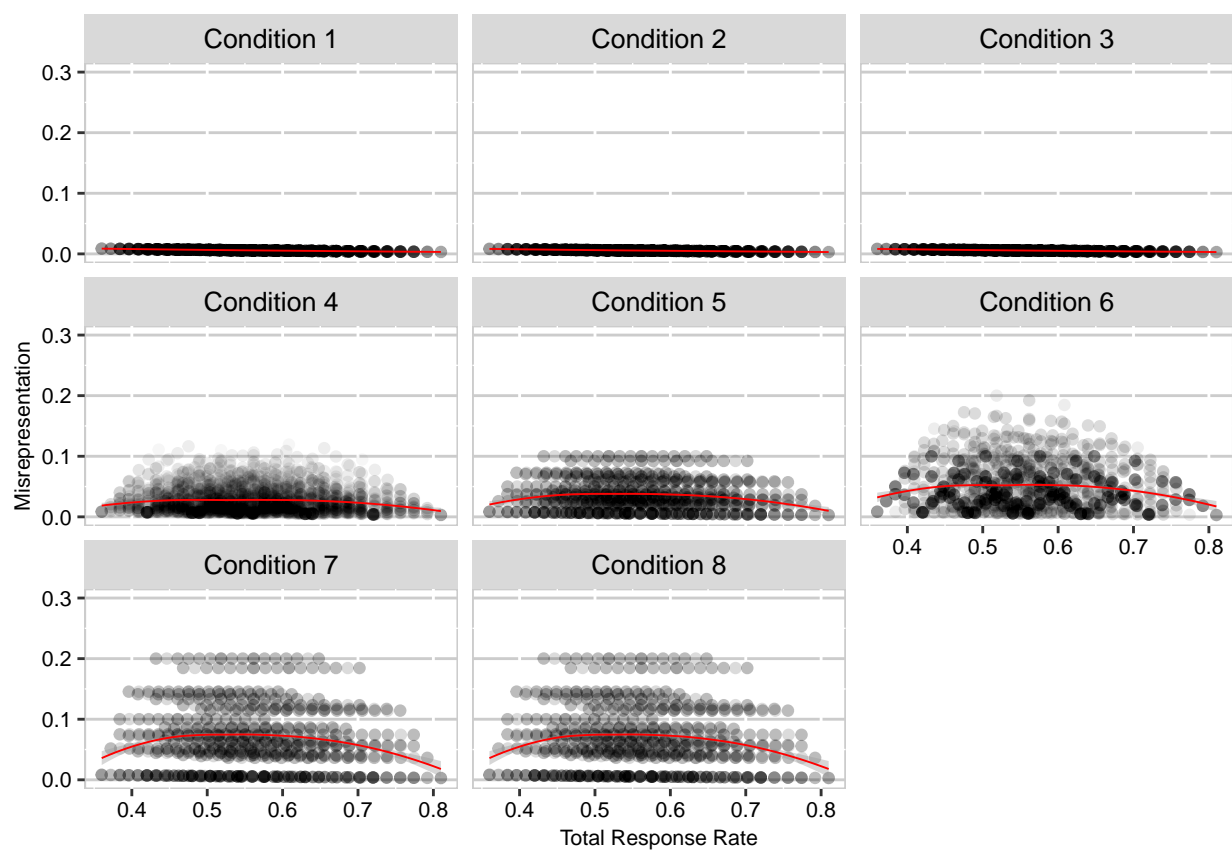 Condition 1
Condition 2
Condition 3
0.3
0.2
0.1
0.0
Condition 4
Condition 5
Condition 6
0.3
0.2
0.1
0.0
0.4 0.5 0.6 0.7 0.8
Condition 7
Condition 8
0.3
0.2
0.1
0.0
0.4 0.5 0.6 0.7 0.8
0.4 0.5 0.6 0.7 0.8
Total Response Rate
Misrepresentation